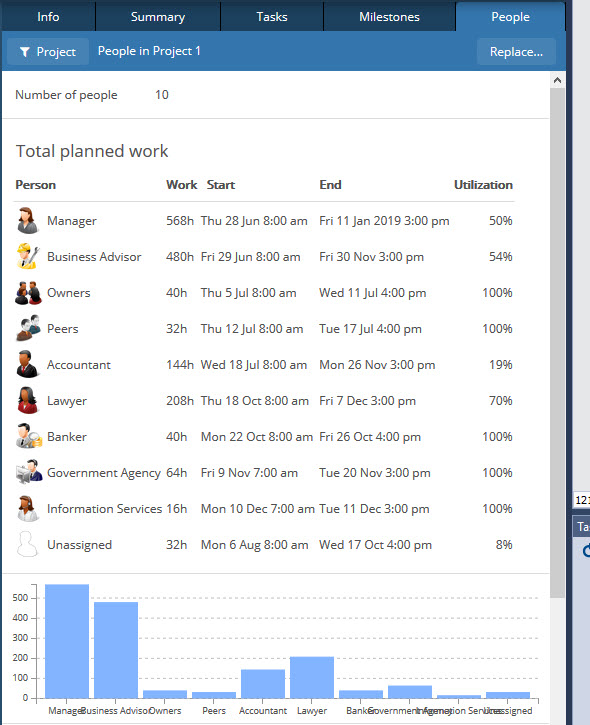 Info Summary Tasks Milestones People
Project People in Project 1 Replace...
Number of people 10
Total planned work
Person Work Start End Utilization
Manager 568h Thu 28 Jun 8:00 am Fri 11 Jan 2019 3:00 pm 50%
Business Advisor 480h Fri 29 Jun 8:00 am Fri 30 Nov 3:00 pm 54%
Owners 40h Thu 5 Jul 8:00 am Wed 11 Jul 4:00 pm 100%
Peers 32h Thu 12 Jul 8:00 am Tue 17 Jul 4:00 pm 100%
Accountant 144h Wed 18 Jul 8:00 am Mon 26 Nov 3:00 pm 19%
Lawyer 208h Thu 18 Oct 8:00 am Fri 7 Dec 3:00 pm 70%
Banker 40h Mon 22 Oct 8:00 am Fri 26 Oct 4:00 pm 100%
Government Agency 64h Fri 9 Nov 7:00 am Tue 20 Nov 3:00 pm 100%
Information Services 16h Mon 10 Dec 7:00 am Tue 11 Dec 3:00 pm 100%
121
Ta
Unassigned 32h Mon 6 Aug 8:00 am Wed 17 Oct 4:00 pm 8%
500
400
300
200
100
0
Manager Business Advisor Owners Peers Accountant Lawyer Banker Government Agency Information Services Unassigned